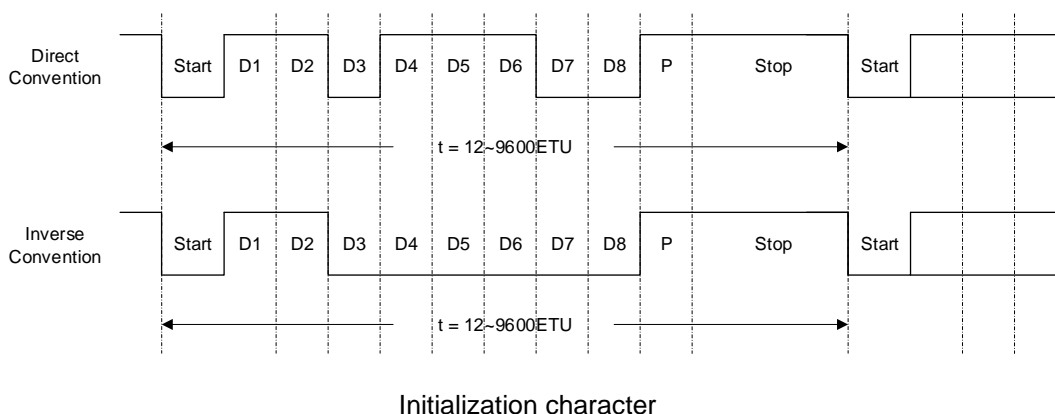 Direct
Convention
Start D1 D2 D3 D4 D5 D6 D7 D8 P Stop Start
t = 12~9600ETU
Inverse
Convention
Start D1 D2 D3 D4 D5 D6 D7 D8 P Stop Start
t = 12~9600ETU
Initialization character